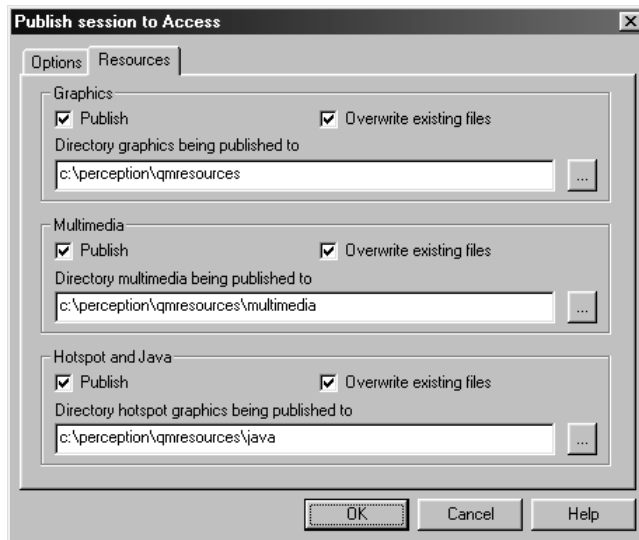 Publish session to Access
Options Resources
Graphics
Publish Overwrite existing files
Directory graphics being published to
c:\perception\qmresources
...
Multimedia
Publish Overwrite existing files
Directory multimedia being published to
c:\perception\qmresources\multimedia
...
Hotspot and Java
Publish Overwrite existing files
Directory hotspot graphics being published to
c:\perception\qmresources\java
...
OK Cancel Help